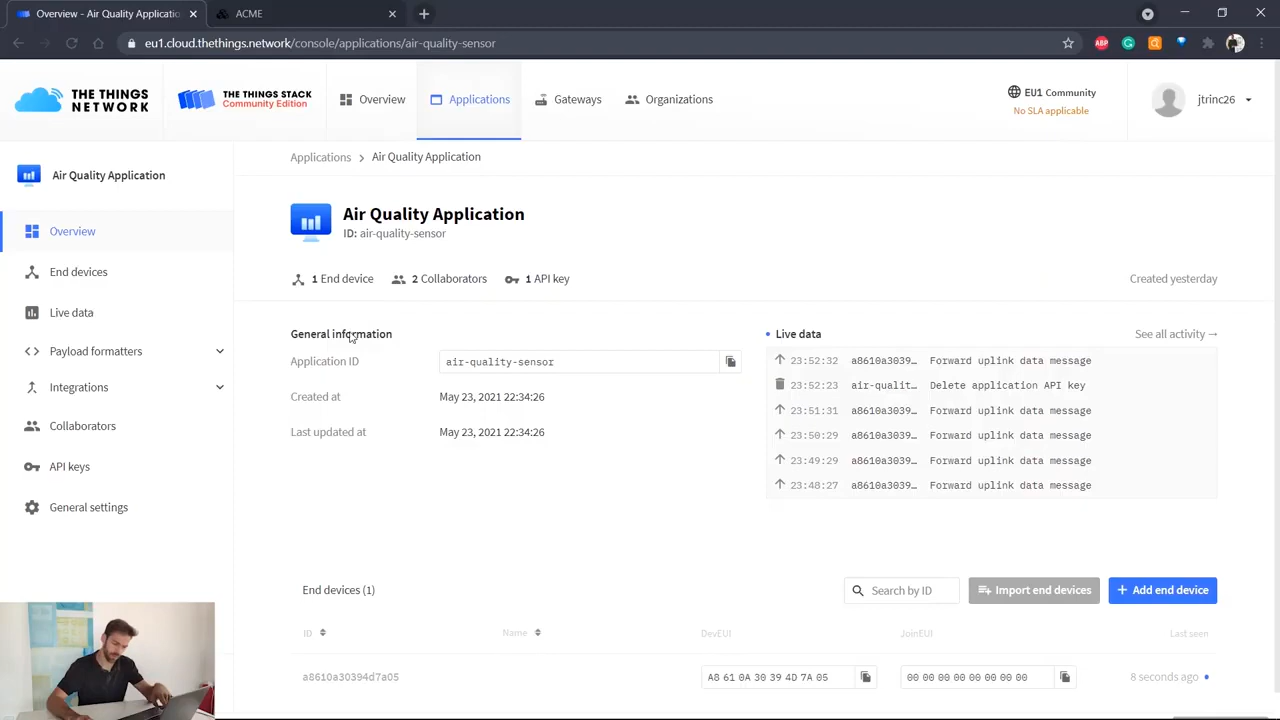 Overview - Air Quality Applicatio
ACME
eu1.cloud.thethings.network/console/applications/air-quality-sensor
ABP
THE THINGS NETWORK
THE THINGS STACK
Community Edition
Overview
Applications
Gateways
Organizations
EU1 Community
No SLA applicable
jtrinc26
Air Quality Application
Overview
End devices
Live data
Payload formatters
Integrations
Collaborators
API keys
General settings
Applications > Air Quality Application
Air Quality Application
ID: air-quality-sensor
1 End device 2 Collaborators 1 API key
Created yesterday
General information
Application ID air-quality-sensor
Created at May 23, 2021 22:34:26
Last updated at May 23, 2021 22:34:26
Live data See all activity →
23:52:32 a8610a3039… Forward uplink data message
23:52:23 air-qualit… Delete application API key
23:51:31 a8610a3039… Forward uplink data message
23:50:29 a8610a3039… Forward uplink data message
23:49:29 a8610a3039… Forward uplink data message
23:48:27 a8610a3039… Forward uplink data message
End devices (1)
Search by ID
Import end devices
+ Add end device
ID Name DevEUI JoinEUI Last seen
a8610a30394d7a05 A8 61 0A 30 39 4D 7A 05 00 00 00 00 00 00 00 00 8 seconds ago